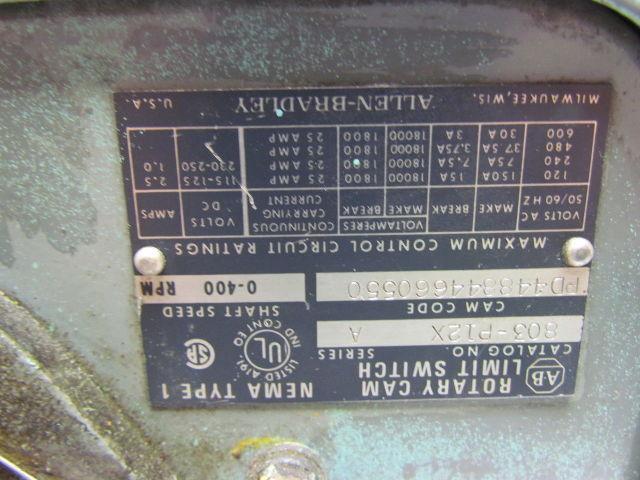 AB ROTARY CAM LIMIT SWITCH
NEMA TYPE 1
LISTED A191 UL IND CONT EQ
SA
CATALOG NO. SERIES
803-P12X A
CAM CODE SHAFT SPEED
PD44834460550 0-400 RPM
MAXIMUM CONTROL CIRCUIT RATINGS
VOLTS AC 50/60 HZ MAKE BREAK VOLTAMPERES MAKE BREAK CONTINUOUS CARRYING CURRENT VOLTS DC AMPS
120 150A 15A 18000 1800 25 AMP 115-125 2.5
240 75A 7.5A 18000 1800 25 AMP 230-250 1.0
480 37.5A 3.75A 18000 1800 25 AMP
600 30A 3A 18000 1800 25 AMP
MILWAUKEE, WIS. ALLEN-BRADLEY U.S.A